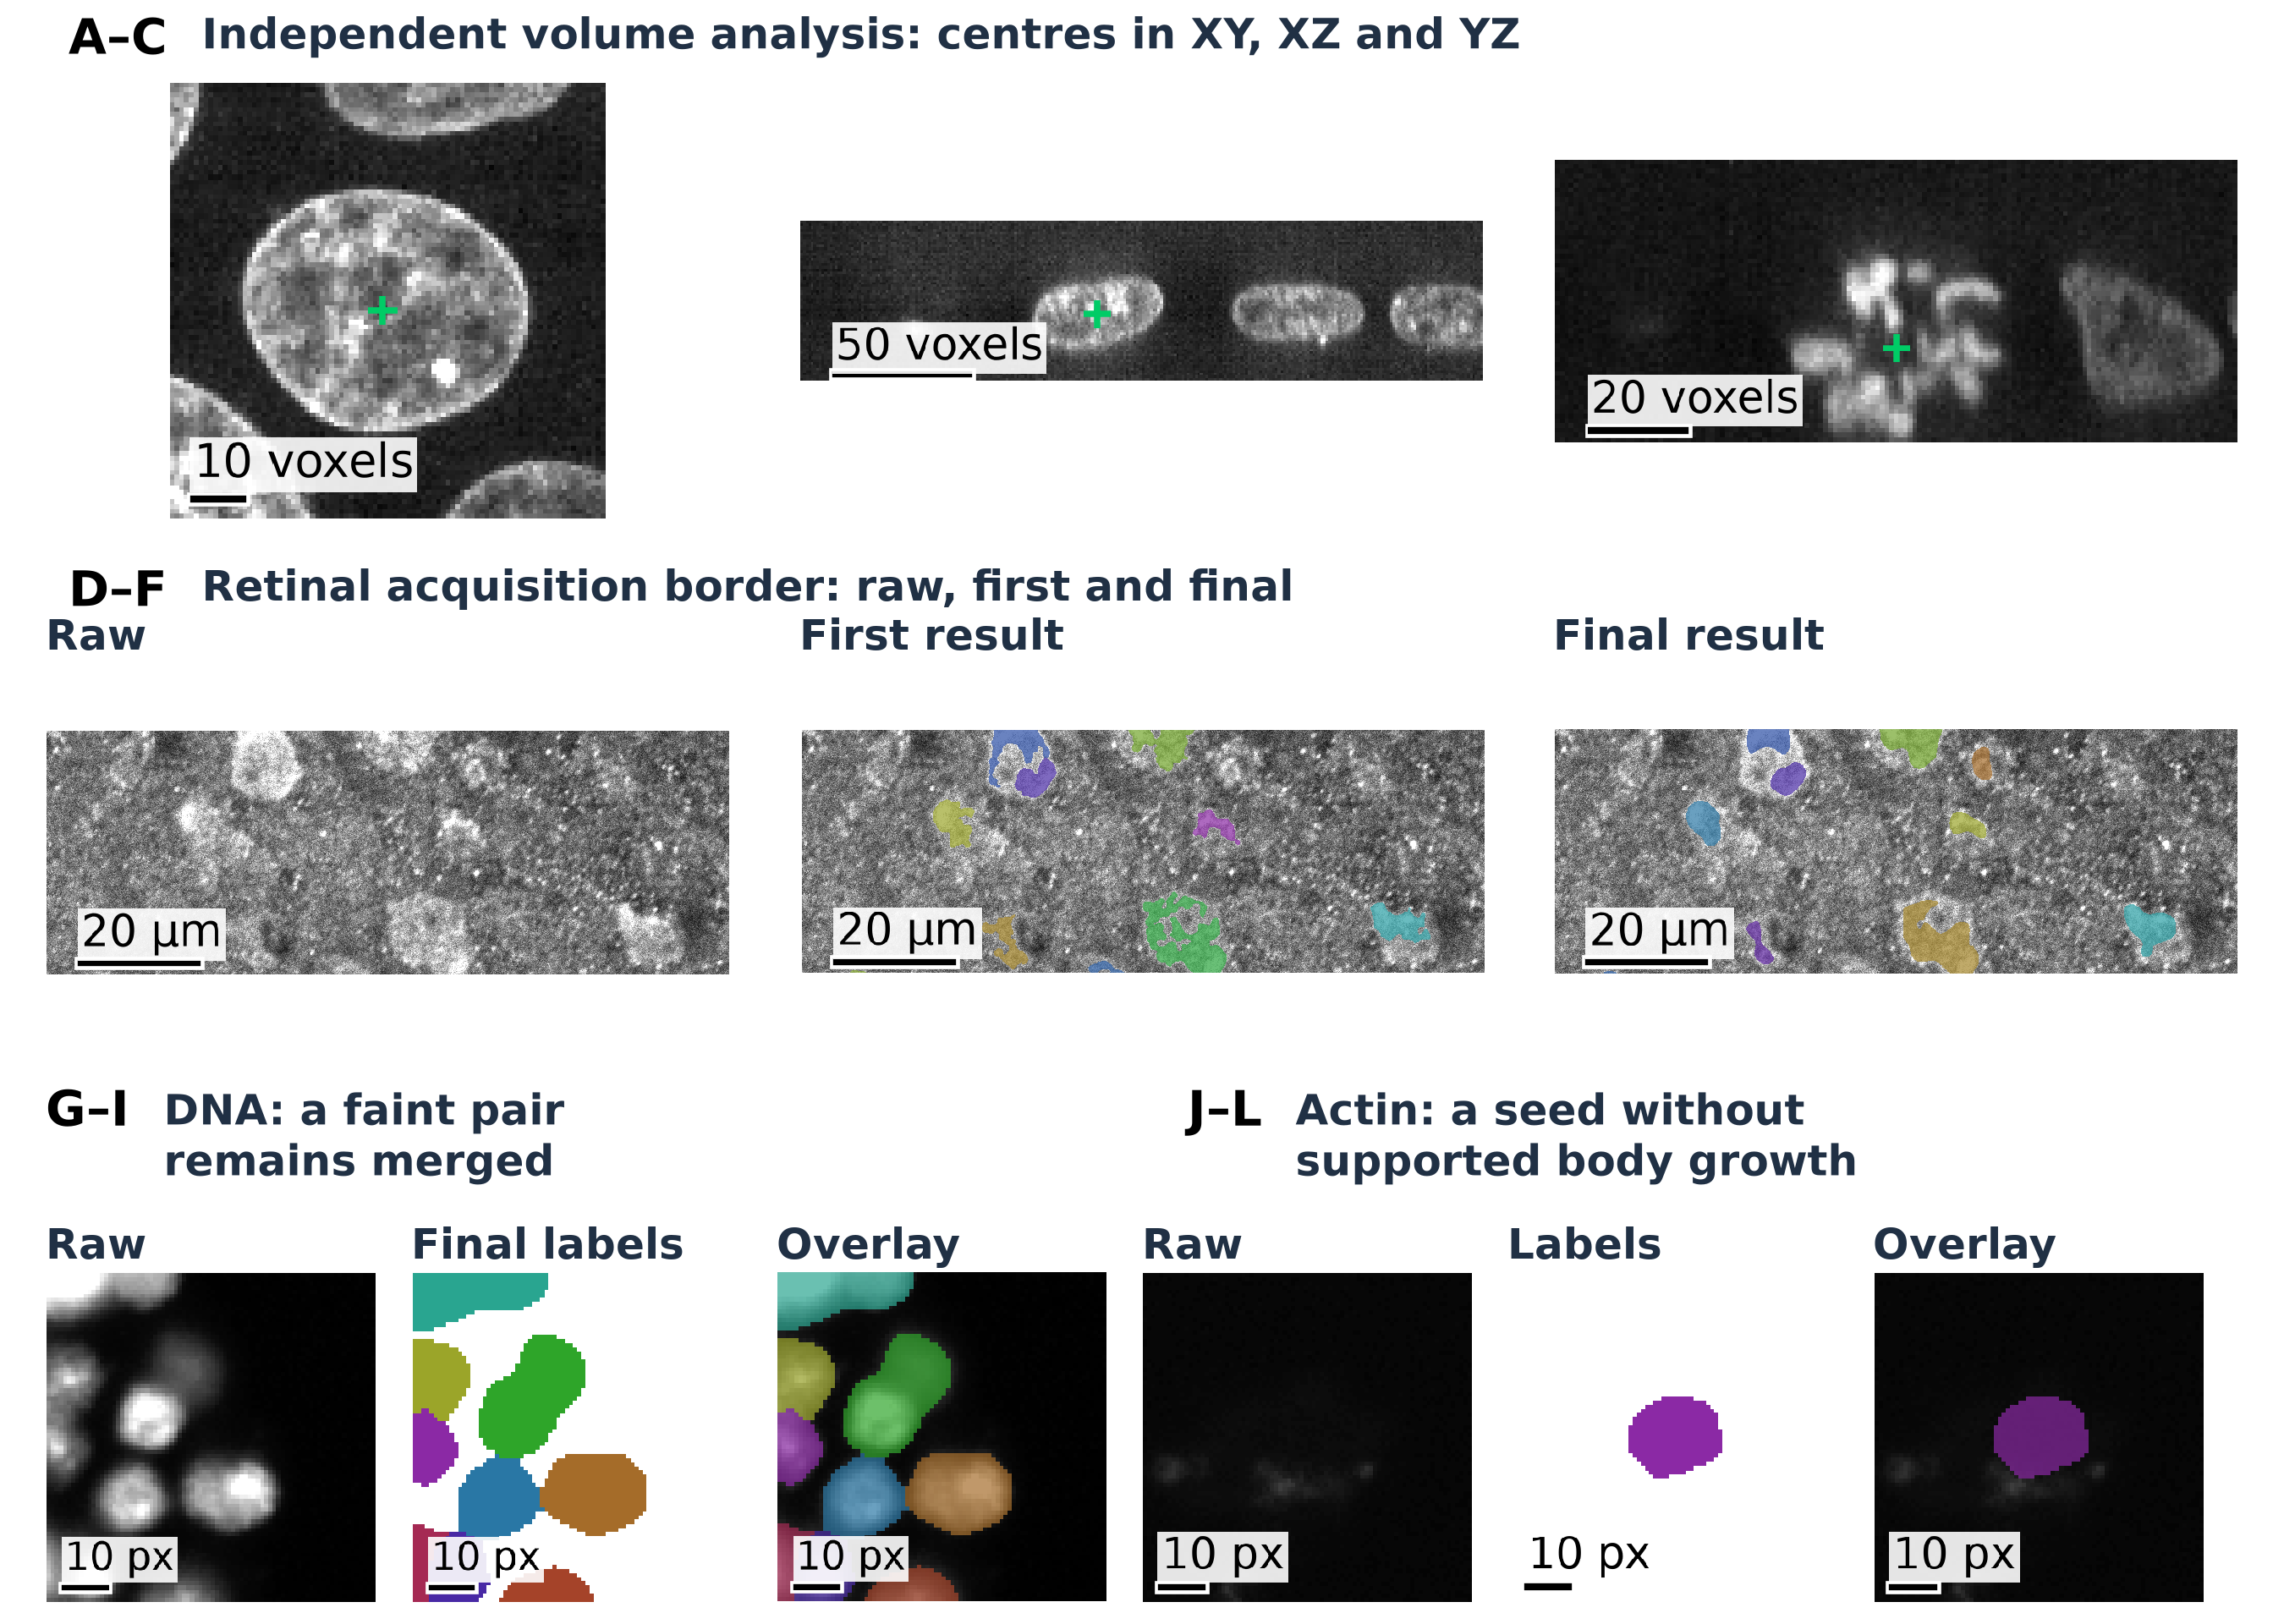 A–C Independent volume analysis: centres in XY, XZ and YZ
10 voxels
50 voxels
20 voxels
D–F Retinal acquisition border: raw, first and final
Raw
First result
Final result
20 µm
20 µm
20 µm
G–I DNA: a faint pair
remains merged
J–L Actin: a seed without
supported body growth
Raw
Final labels
Overlay
Raw
Labels
Overlay
10 px
10 px
10 px
10 px
10 px
10 px